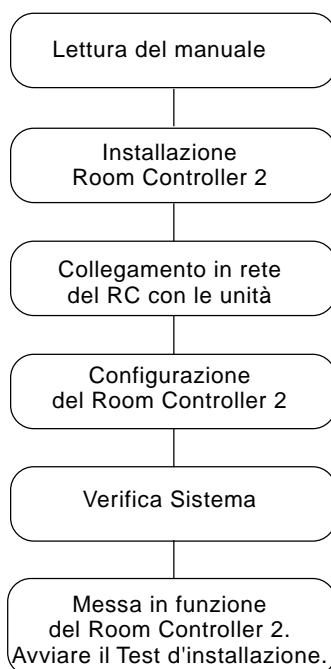 Lettura del manuale
Installazione
Room Controller 2
Collegamento in rete
del RC con le unità
Configurazione
del Room Controller 2
Verifica Sistema
Messa in funzione
del Room Controller 2.
Avviare il Test d'installazione.